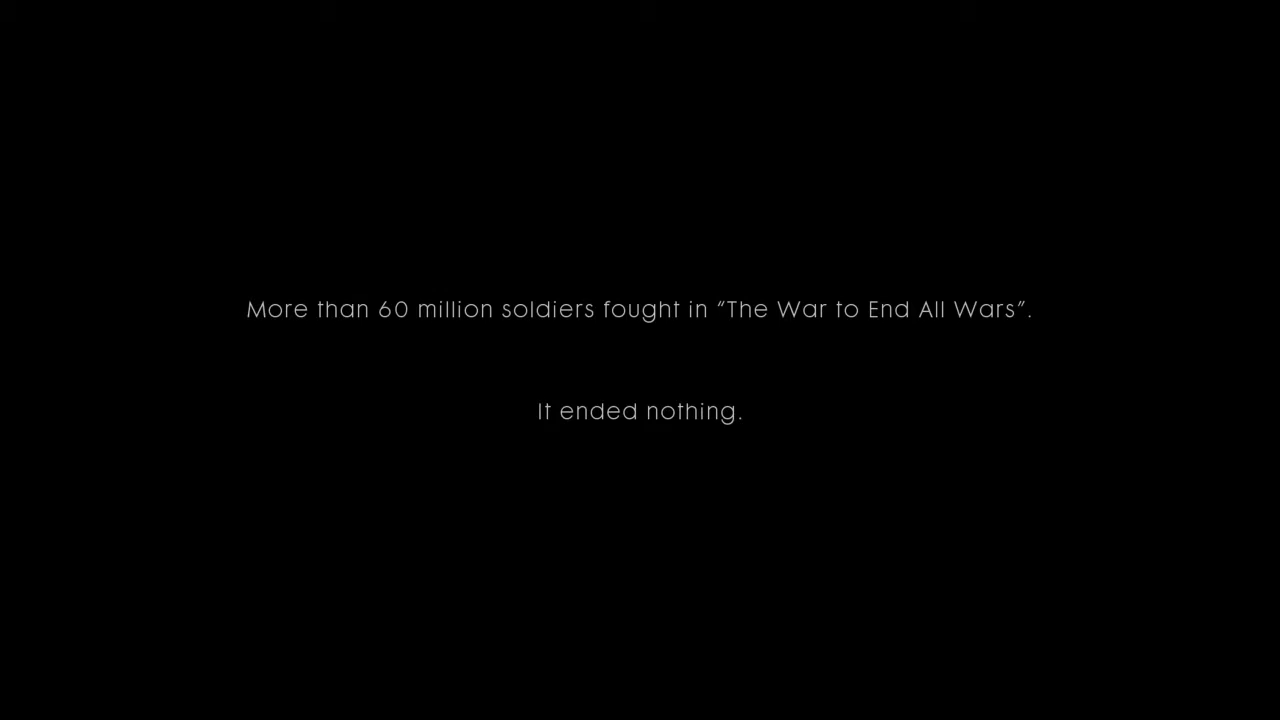 More than 60 million soldiers fought in “The War to End All Wars”.
It ended nothing.